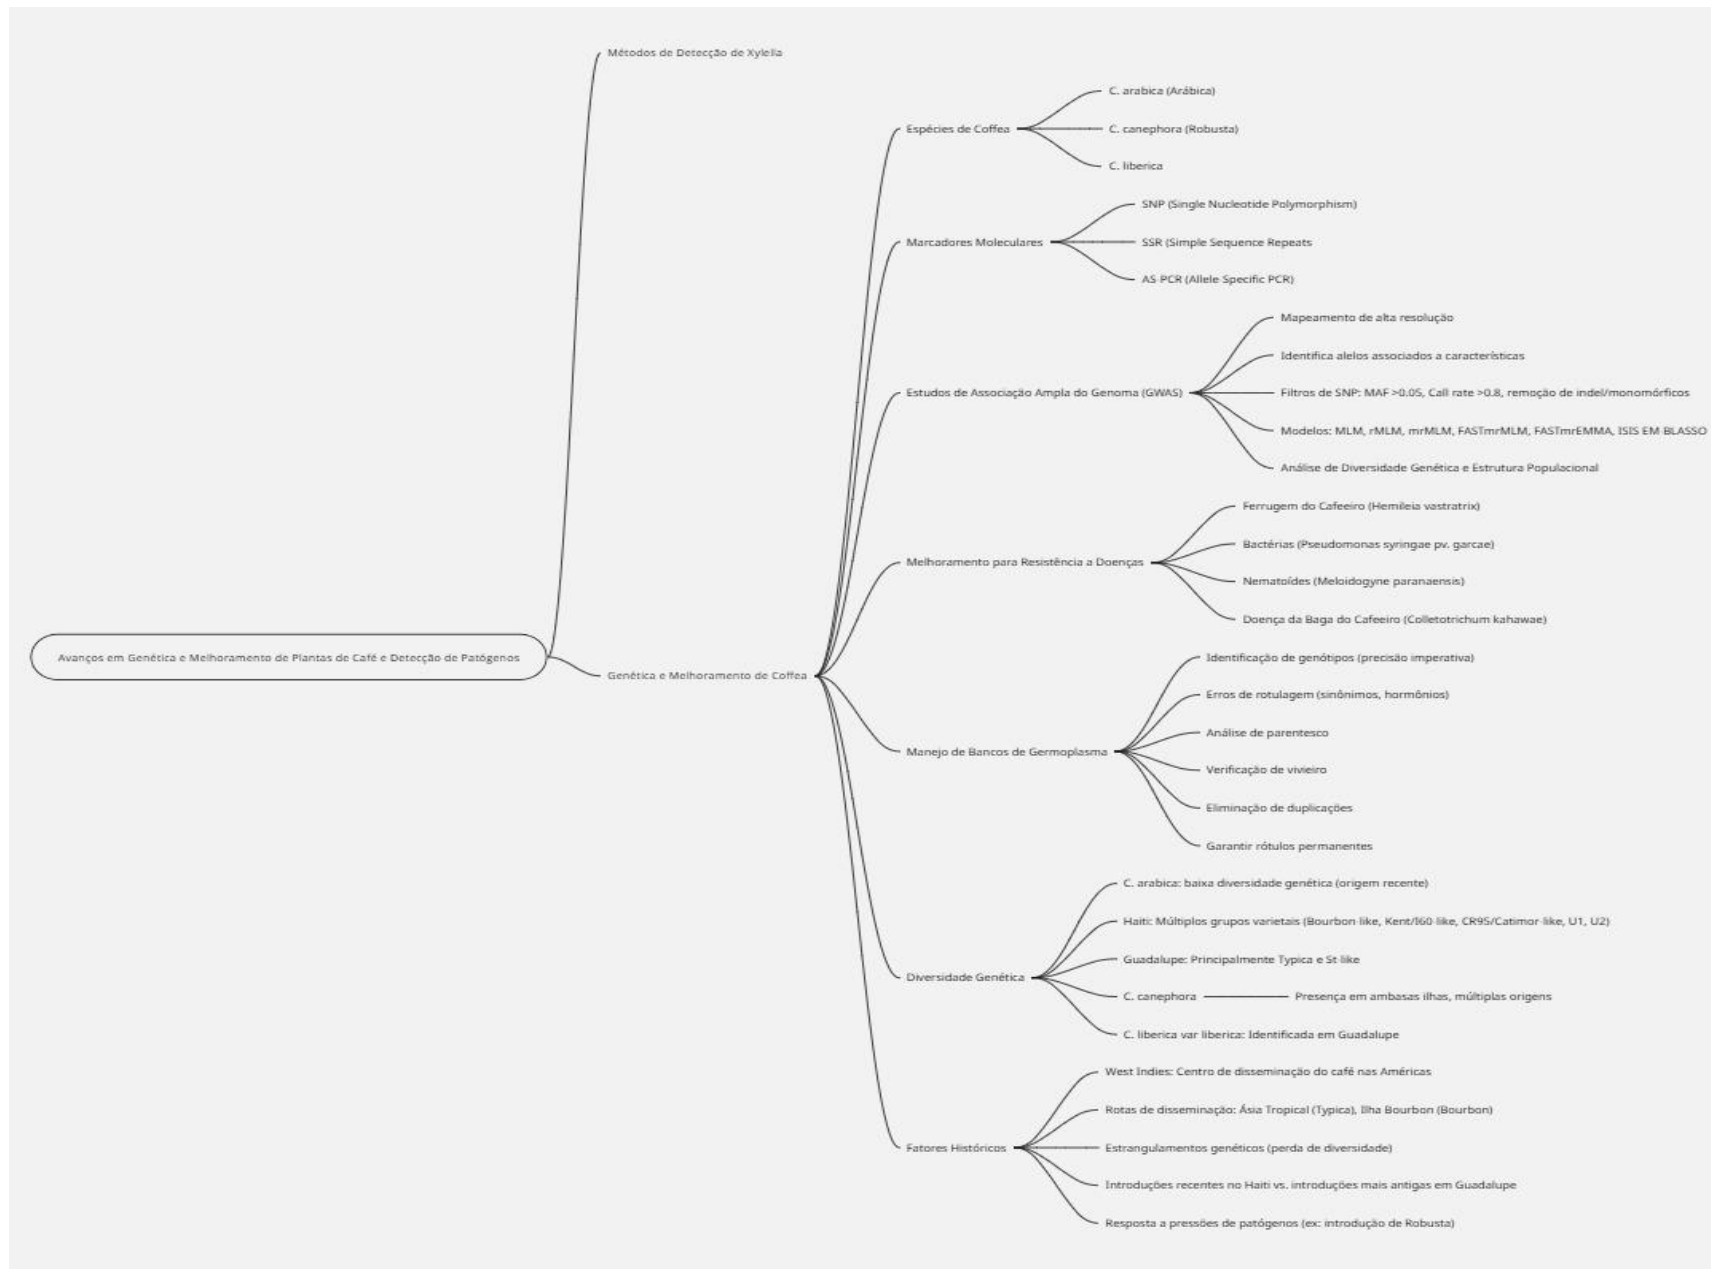 Métodos de Detecção de Xylella
C. arabica (Arábica)
Espécies de Coffea
C. canephora (Robusta)
C. liberica
SNP (Single Nucleotide Polymorphism)
Marcadores Moleculares
SSR (Simple Sequence Repeats
AS-PCR (Allele Specific PCR)
Mapeamento de alta resolução
Identifica alelos associados a características
Estudos de Associação Ampla do Genoma (GWAS)
Filtros de SNP: MAF >0.05, Call rate >0.8, remoção de indel/monomórficos
Modelos: MLM, rMLM, mrMLM, FASTmrMLM, FASTmrEMMA, ISIS EM-BLASSO
Análise de Diversidade Genética e Estrutura Populacional
Ferrugem do Cafeeiro (Hemileia vastratrix)
Bactérias (Pseudomonas syringae pv. garcae)
Melhoramento para Resistência a Doenças
Nematoídes (Meloidogyne paranaensis)
Doença da Baga do Cafeeiro (Colletotrichum kahawae)
Avanços em Genética e Melhoramento de Plantas de Café e Detecção de Patógenos
Genética e Melhoramento de Coffea
Identificação de genótipos (precisão imperativa)
Erros de rotulagem (sinônimos, hormônios)
Análise de parentesco
Manejo de Bancos de Germoplasma
Verificação de vivieiro
Eliminação de duplicações
Garantir rótulos permanentes
C. arabica: baixa diversidade genética (origem recente)
Haiti: Múltiplos grupos varietais (Bourbon-like, Kent/I60-like, CR95/Catimor-like, U1, U2)
Guadalupe: Principalmente Typica e St-like
Diversidade Genética
C. canephora
Presença em ambasas ilhas, múltiplas origens
C. liberica var liberica: Identificada em Guadalupe
West Indies: Centro de disseminação do café nas Américas
Rotas de disseminação: Ásia Tropical (Typica), Ilha Bourbon (Bourbon)
Fatores Históricos
Estrangulamentos genéticos (perda de diversidade)
Introduções recentes no Haiti vs. introduções mais antigas em Guadalupe
Resposta a pressões de patógenos (ex: introdução de Robusta)